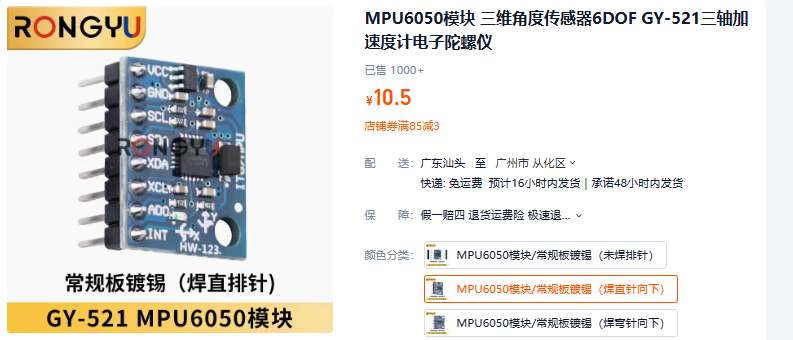 RONGYU
VCC
GND
SCL
SDA
XDA
XCL
ADO
INT
ITG/MPU
X
Y
HW-123
RONGYU
常规板镀锡（焊直排针)
GY-521 MPU6050模块
MPU6050模块 三维角度传感器6DOF GY-521三轴加
速度计电子陀螺仪
已售 1000+
¥10.5
店铺券满85减3
配 送： 广东汕头 至 广州市 从化区
快递: 免运费 预计16小时内发货 | 承诺48小时内发货
保 障： 假一赔四 退货运费险 极速退...
颜色分类： MPU6050模块/常规板镀锡（未焊排针）
MPU6050模块/常规板镀锡（焊直针向下）
MPU6050模块/常规板镀锡（焊弯针向下）